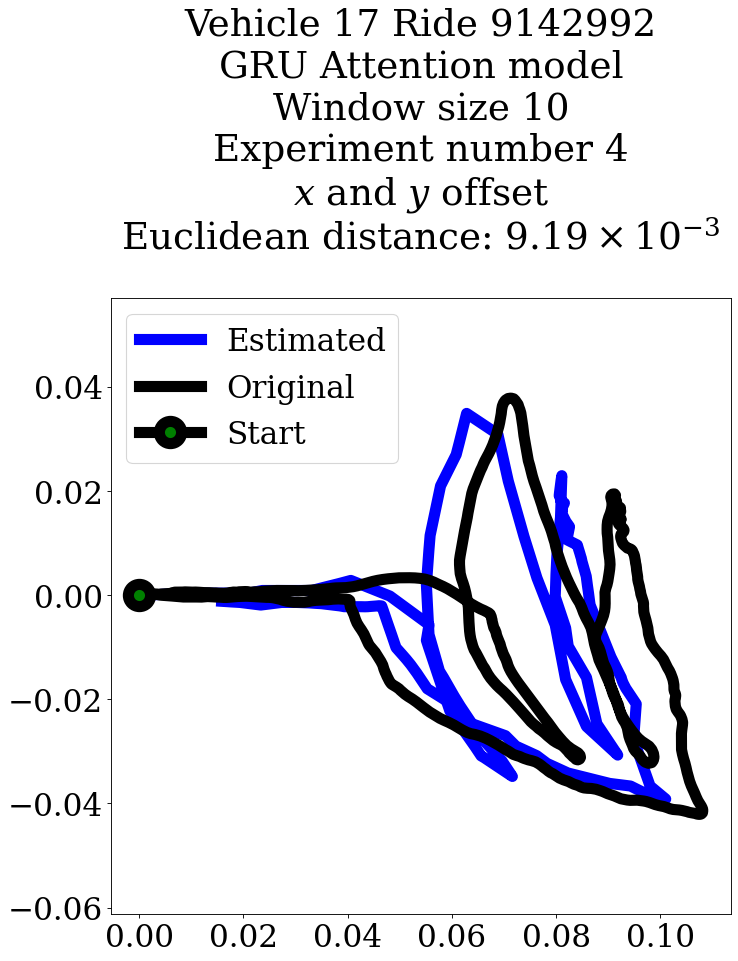 Vehicle 17 Ride 9142992
GRU Attention model
Window size 10
Experiment number 4
x and y offset
Euclidean distance: 9.19 × 10⁻³
Estimated
Original
Start
0.04
0.02
0.00
−0.02
−0.04
−0.06
0.00 0.02 0.04 0.06 0.08 0.10